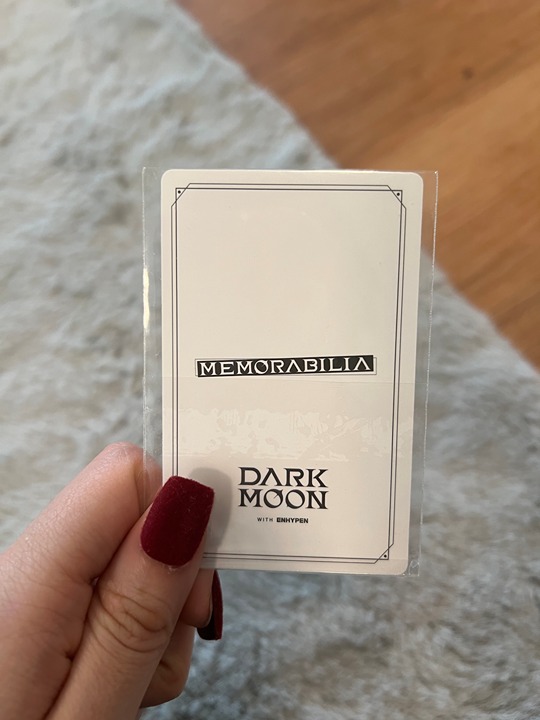 MEMORABILIA
DARK
MOON
WITH ENHYPEN